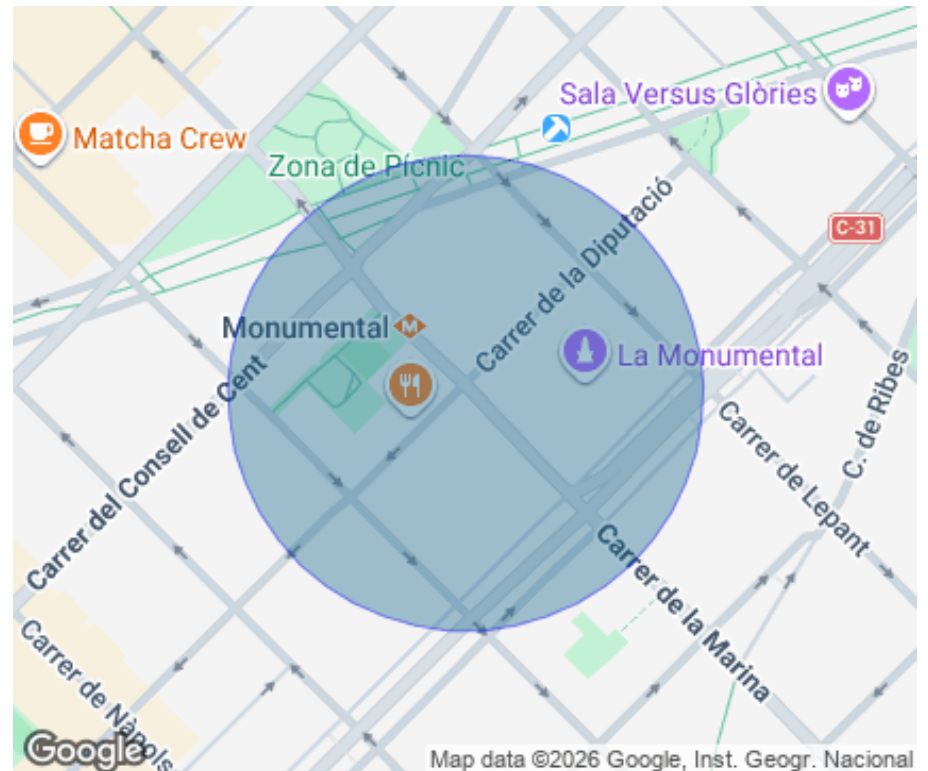 Sala Versus Glòries
Matcha Crew
Zona de Pícnic
C-31
Carrer de la Diputació
Monumental
M
La Monumental
Carrer del Consell de Cent
C. de Ribes
Carrer de Lepant
Carrer de la Marina
Carrer de Nàpols
Google
Map data ©2026 Google, Inst. Geogr. Nacional